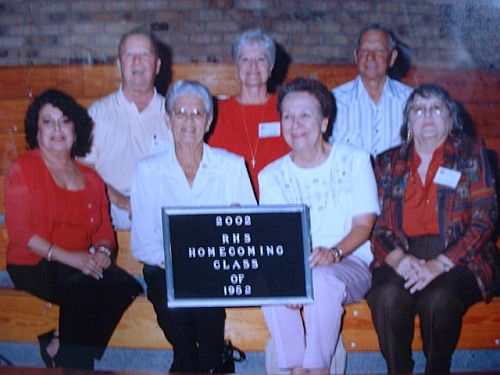 2002
RHS
HOMECOMING
CLASS
OF
1952